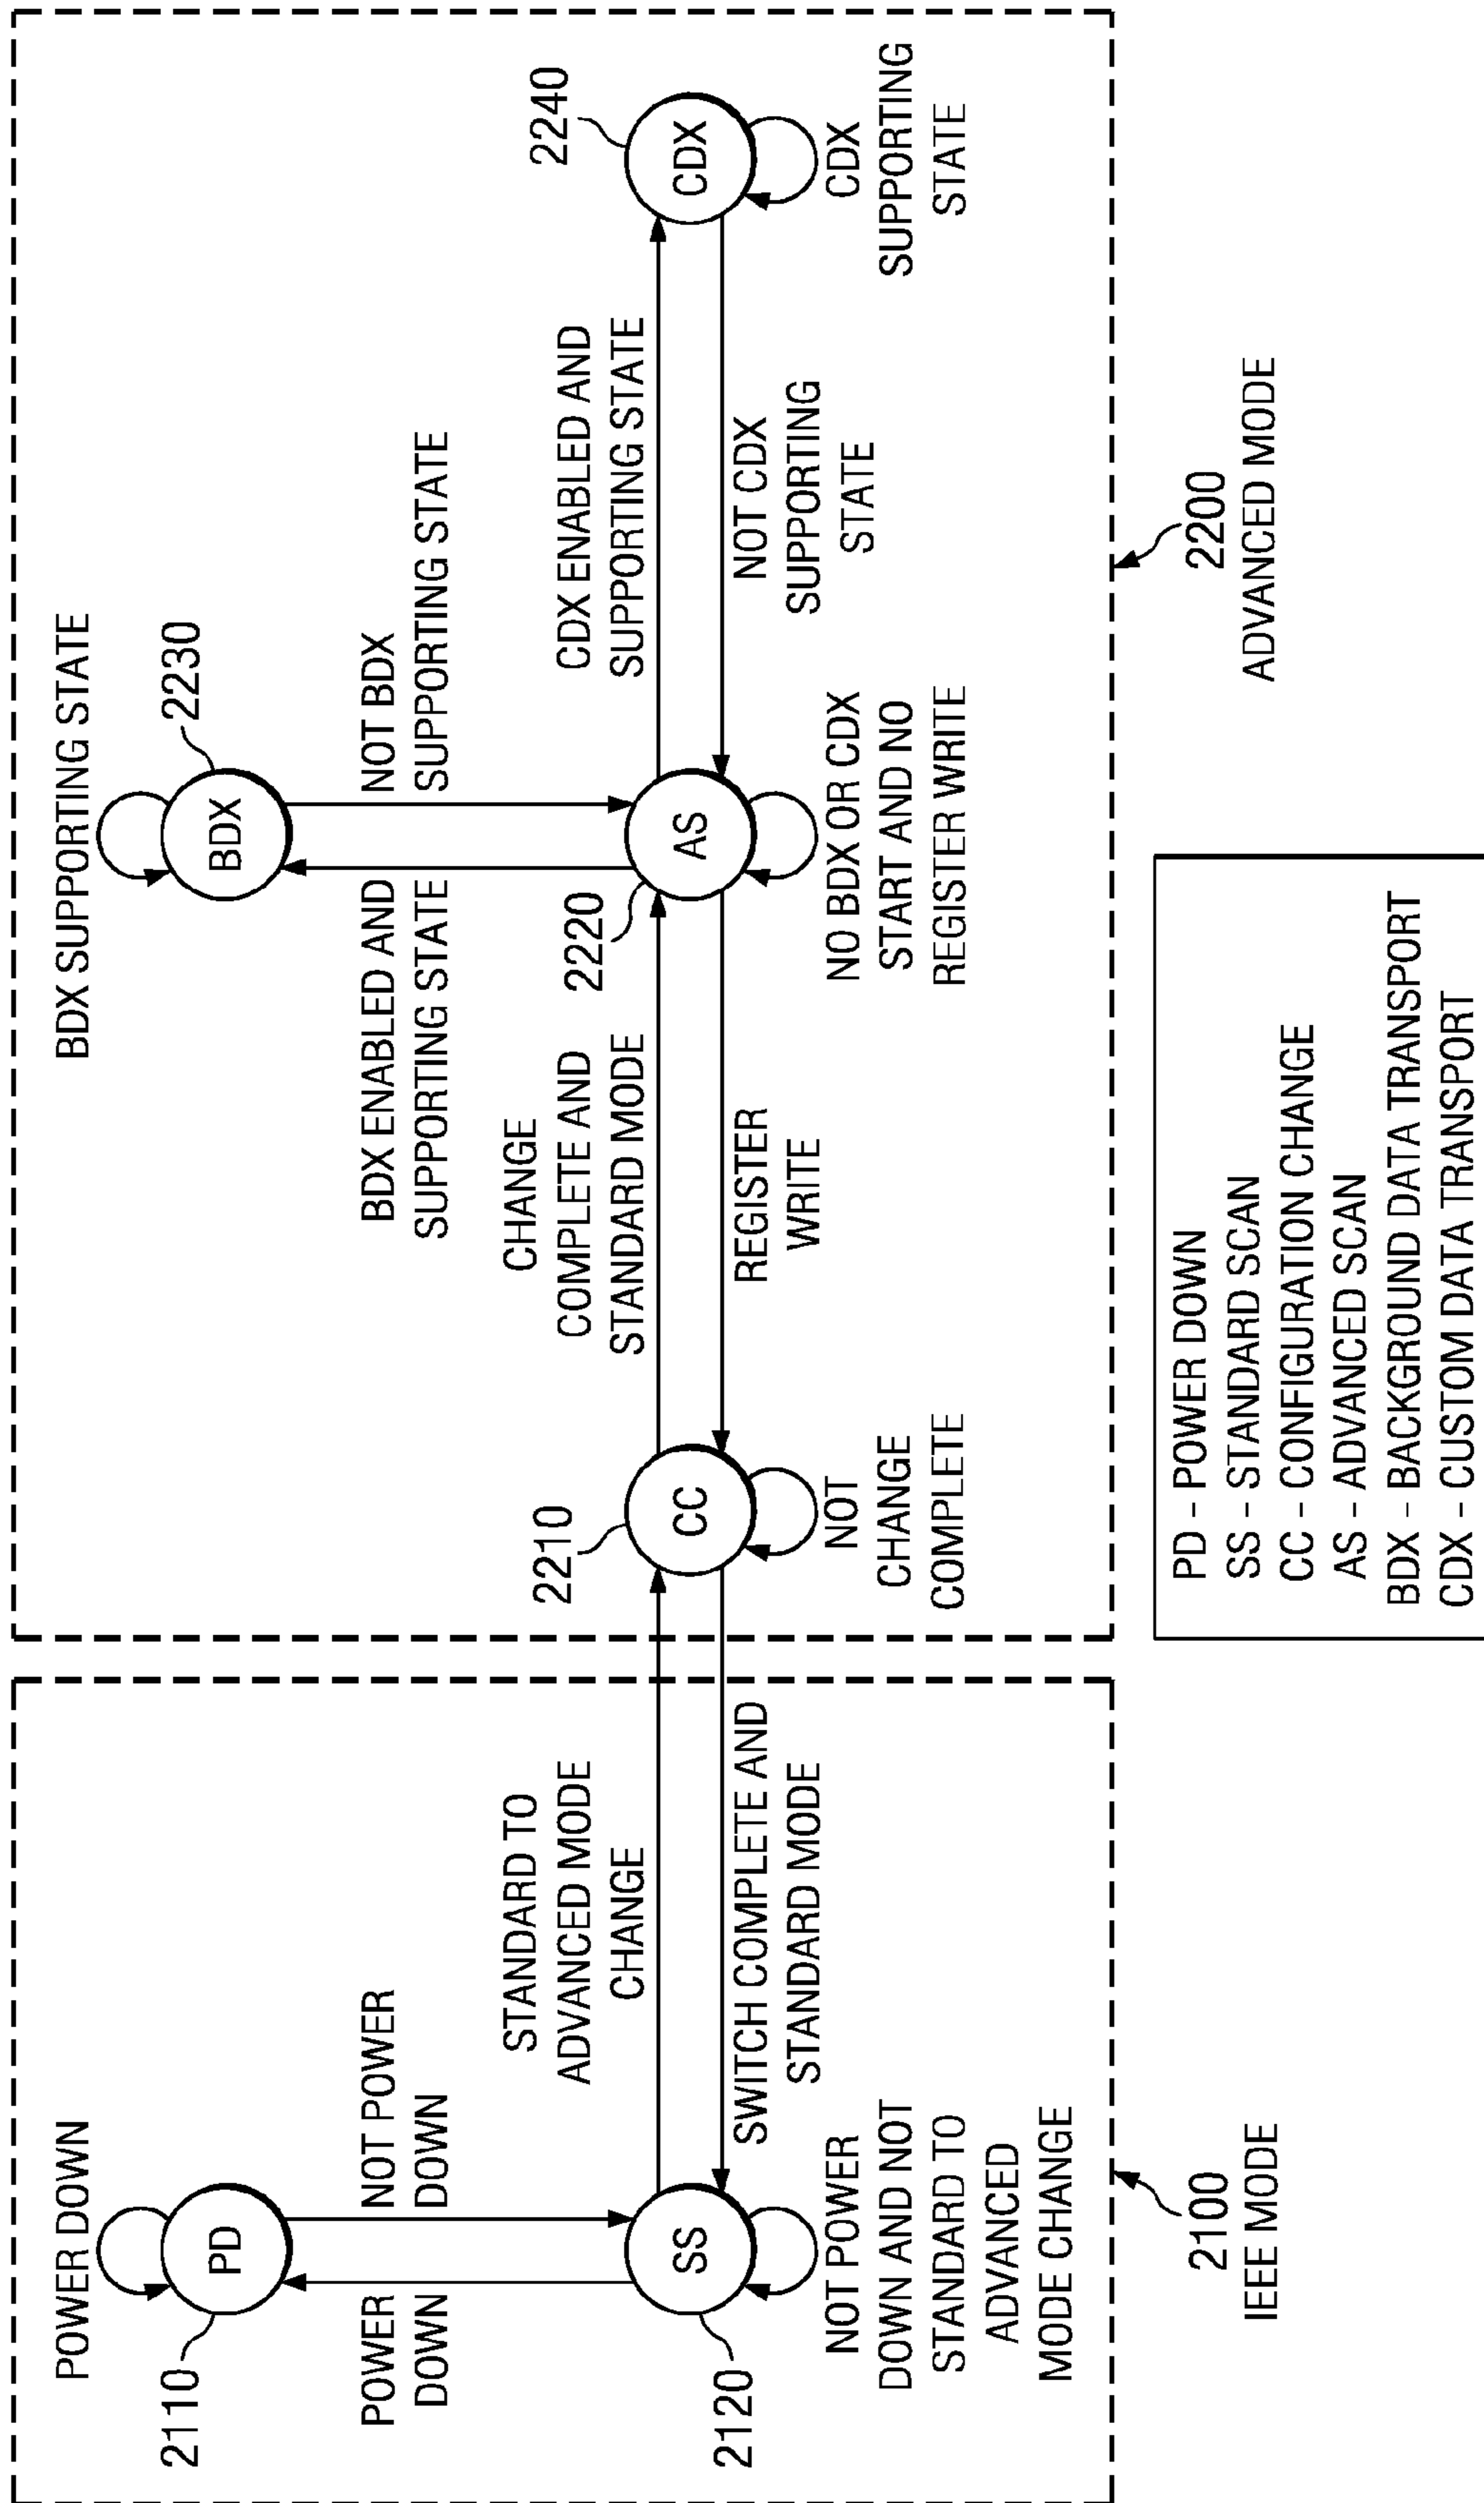 POWER DOWN
2110
PD
POWER
DOWN
NOT POWER
DOWN
2120
SS
NOT POWER
DOWN AND NOT
STANDARD TO
ADVANCED
MODE CHANGE
STANDARD TO
ADVANCED MODE
CHANGE
SWITCH COMPLETE AND
STANDARD MODE
2100
IEEE MODE
2210
CC
NOT
CHANGE
COMPLETE
CHANGE
COMPLETE AND
STANDARD MODE
REGISTER
WRITE
BDX SUPPORTING STATE
2230
BDX
BDX ENABLED AND
SUPPORTING STATE
NOT BDX
SUPPORTING STATE
2220
AS
NO BDX OR CDX
START AND NO
REGISTER WRITE
CDX ENABLED AND
SUPPORTING STATE
NOT CDX
SUPPORTING
STATE
2240
CDX
CDX
SUPPORTING
STATE
2200
ADVANCED MODE
PD - POWER DOWN
SS - STANDARD SCAN
CC - CONFIGURATION CHANGE
AS - ADVANCED SCAN
BDX - BACKGROUND DATA TRANSPORT
CDX - CUSTOM DATA TRANSPORT